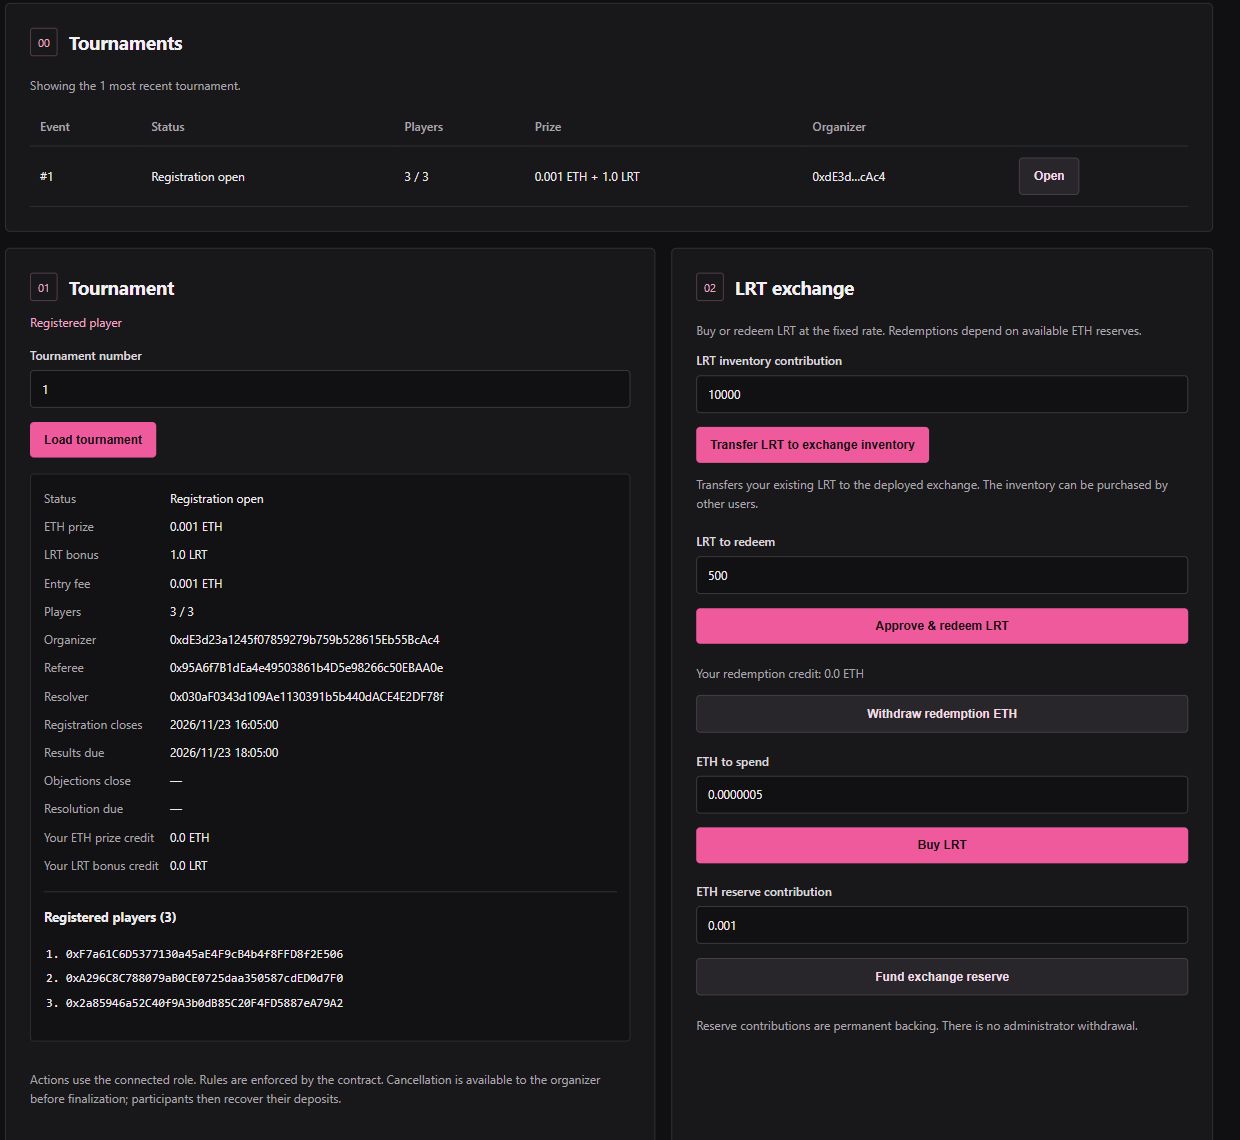 00 Tournaments
Showing the 1 most recent tournament.
Event Status Players Prize Organizer
#1 Registration open 3 / 3 0.001 ETH + 1.0 LRT 0xdE3d...cAc4 Open
01 Tournament
Registered player
Tournament number
1
Load tournament
Status Registration open
ETH prize 0.001 ETH
LRT bonus 1.0 LRT
Entry fee 0.001 ETH
Players 3 / 3
Organizer 0xdE3d23a1245f07859279b759b528615Eb55BcAc4
Referee 0x95A6f7B1dEa4e49503861b4D5e98266c50EBAA0e
Resolver 0x030aF0343d109Ae1130391b5b440dACE4E2DF78f
Registration closes 2026/11/23 16:05:00
Results due 2026/11/23 18:05:00
Objections close —
Resolution due —
Your ETH prize credit 0.0 ETH
Your LRT bonus credit 0.0 LRT
Registered players (3)
1. 0xF7a61C6D5377130a45aE4F9cB4b4f8FFD8f2E506
2. 0xA296C8C788079aB0CE0725daa350587cdED0d7F0
3. 0x2a85946a52C40f9A3b0dB85C20F4FD5887eA79A2
Actions use the connected role. Rules are enforced by the contract. Cancellation is available to the organizer
before finalization; participants then recover their deposits.
02 LRT exchange
Buy or redeem LRT at the fixed rate. Redemptions depend on available ETH reserves.
LRT inventory contribution
10000
Transfer LRT to exchange inventory
Transfers your existing LRT to the deployed exchange. The inventory can be purchased by
other users.
LRT to redeem
500
Approve & redeem LRT
Your redemption credit: 0.0 ETH
Withdraw redemption ETH
ETH to spend
0.0000005
Buy LRT
ETH reserve contribution
0.001
Fund exchange reserve
Reserve contributions are permanent backing. There is no administrator withdrawal.